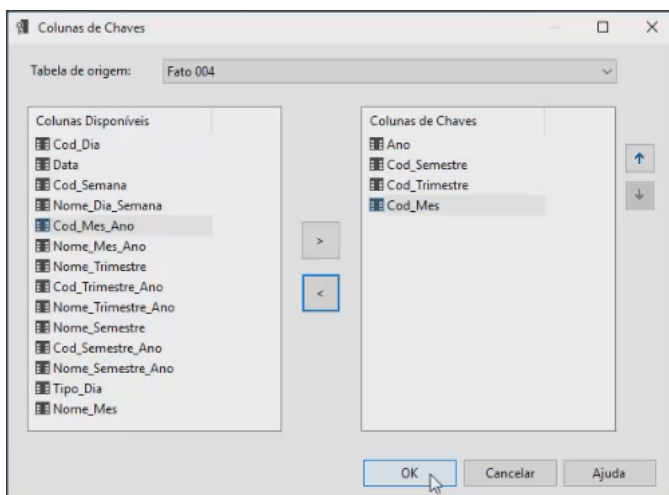 Colunas de Chaves
Tabela de origem: Fato 004
Colunas Disponíveis
Cod_Dia
Data
Cod_Semana
Nome_Dia_Semana
Cod_Mes_Ano
Nome_Mes_Ano
Nome_Trimestre
Cod_Trimestre_Ano
Nome_Trimestre_Ano
Nome_Semestre
Cod_Semestre_Ano
Nome_Semestre_Ano
Tipo_Dia
Nome_Mes
>
<
Colunas de Chaves
Ano
Cod_Semestre
Cod_Trimestre
Cod_Mes
OK Cancelar Ajuda